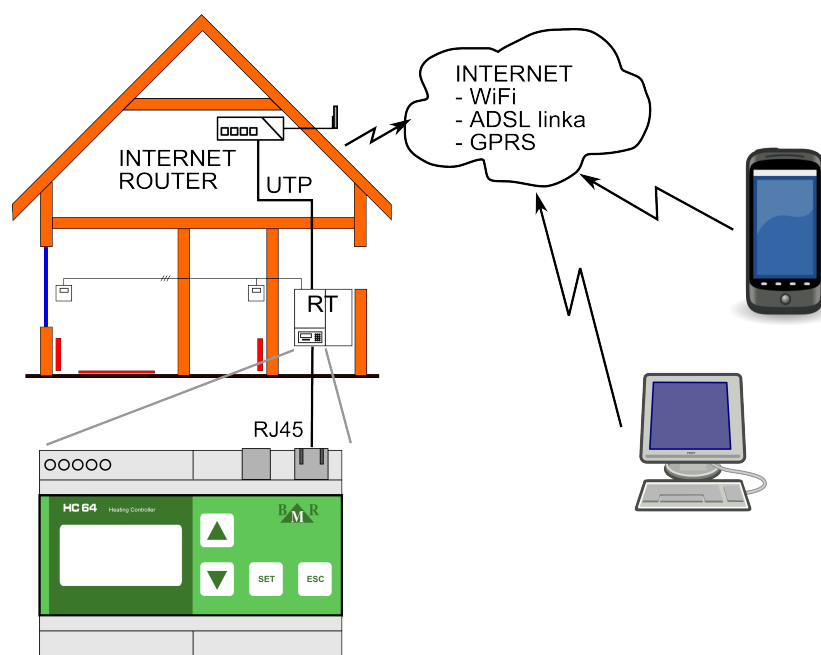 INTERNET
- WiFi
- ADSL linka
- GPRS
INTERNET
ROUTER
UTP
RT
RJ45
HC 64 Heating Controller
B M R
SET
ESC